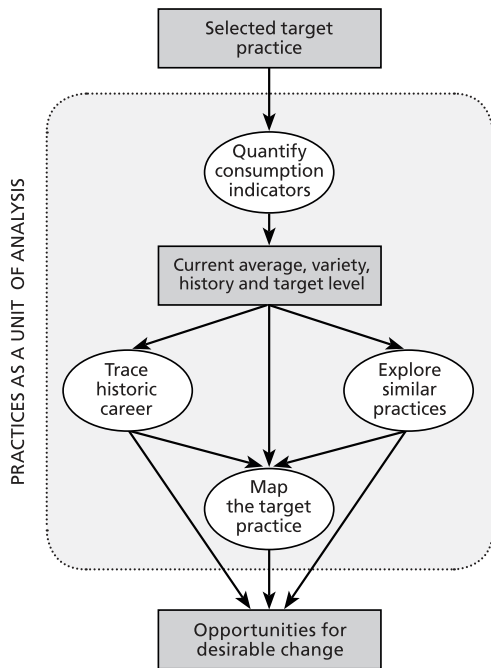 Selected target
practice
PRACTICES AS A UNIT OF ANALYSIS
Quantify
consumption
indicators
Current average, variety,
history and target level
Trace
historic
career
Explore
similar
practices
Map
the target
practice
Opportunities for
desirable change